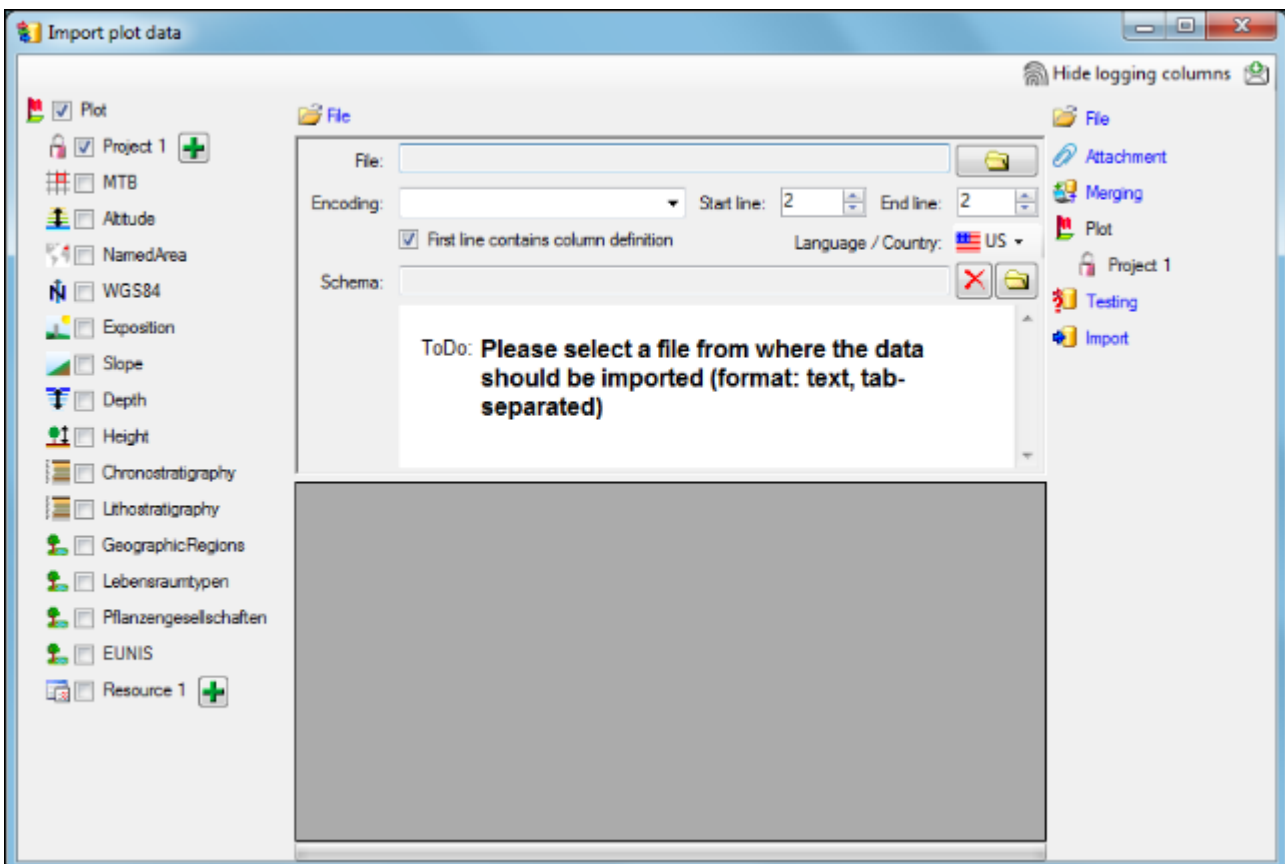 Import plot data
Hide logging columns
Plot
Project 1
MTB
Altitude
NamedArea
WGS84
Exposition
Slope
Depth
Height
Chronostratigraphy
Lithostratigraphy
GeographicRegions
Lebensraumtypen
Pflanzengesellschaften
EUNIS
Resource 1
File
File:
Encoding: Start line: 2 End line: 2
First line contains column definition Language / Country: US
Schema:
ToDo: Please select a file from where the data
should be imported (format: text, tab-
separated)
File
Attachment
Merging
Plot
Project 1
Testing
Import